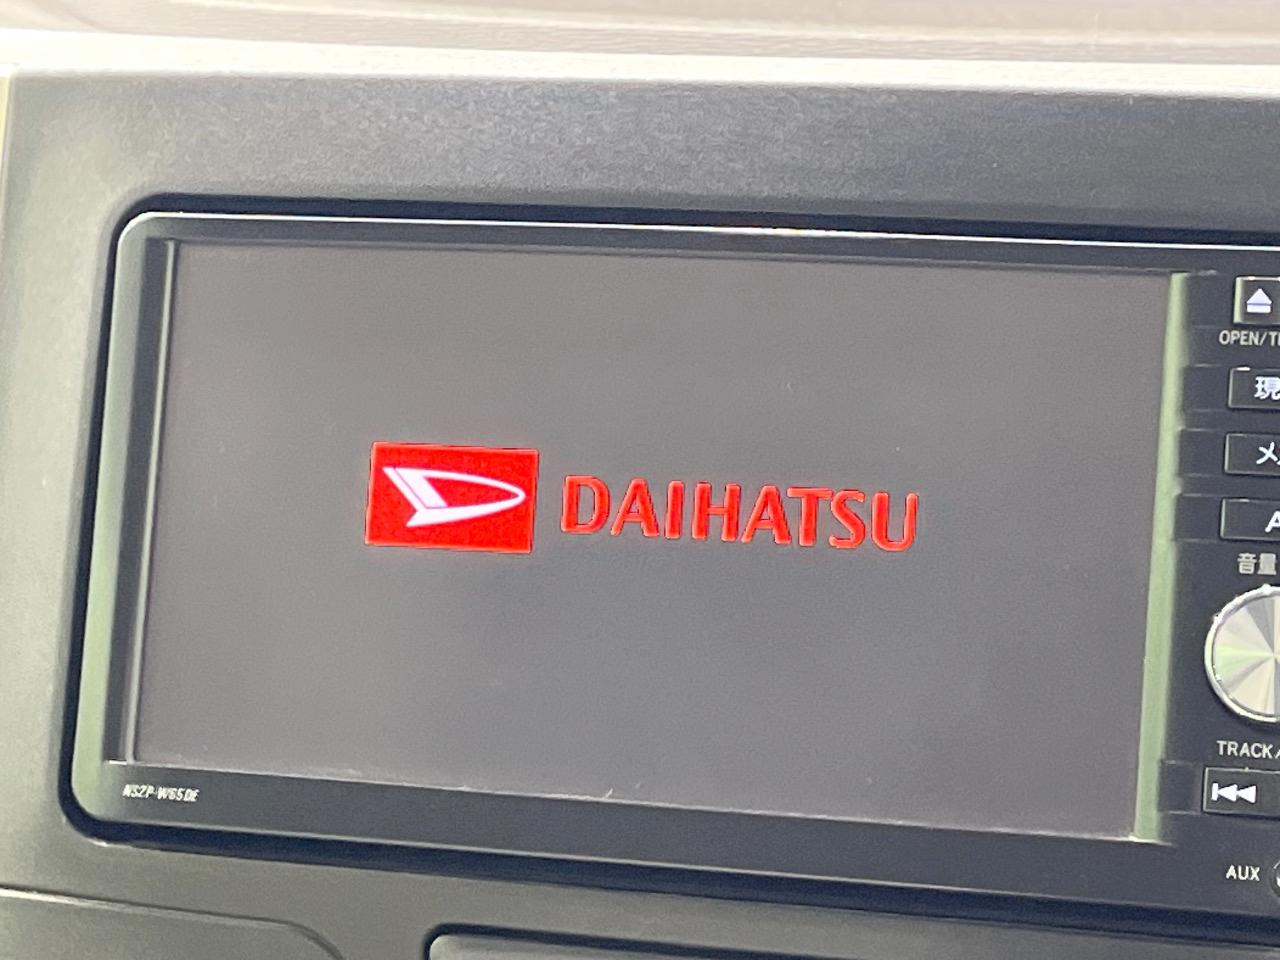 DAIHATSU
OPEN/
現
メ
A
音量
TRACK/
AUX
NSZP-W65DE